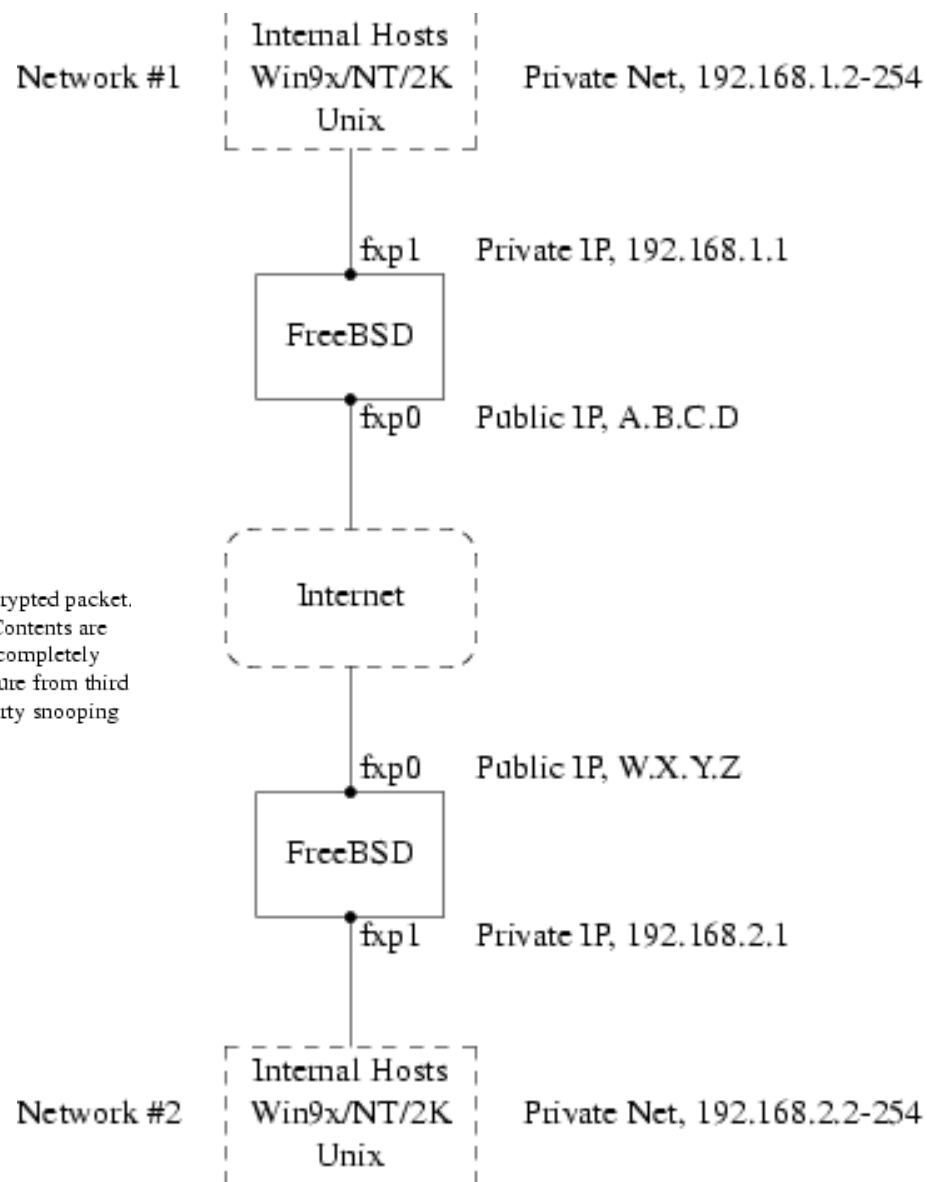 Internal Hosts
Network #1 Win9x/NT/2K Private Net, 192.168.1.2-254
Unix
fxp1 Private IP, 192.168.1.1
FreeBSD
fxp0 Public IP, A.B.C.D
Internet
rypted packet.
Contents are
completely
ure from third
rty snooping
fxp0 Public IP, W.X.Y.Z
FreeBSD
fxp1 Private IP, 192.168.2.1
Internal Hosts
Network #2 Win9x/NT/2K Private Net, 192.168.2.2-254
Unix